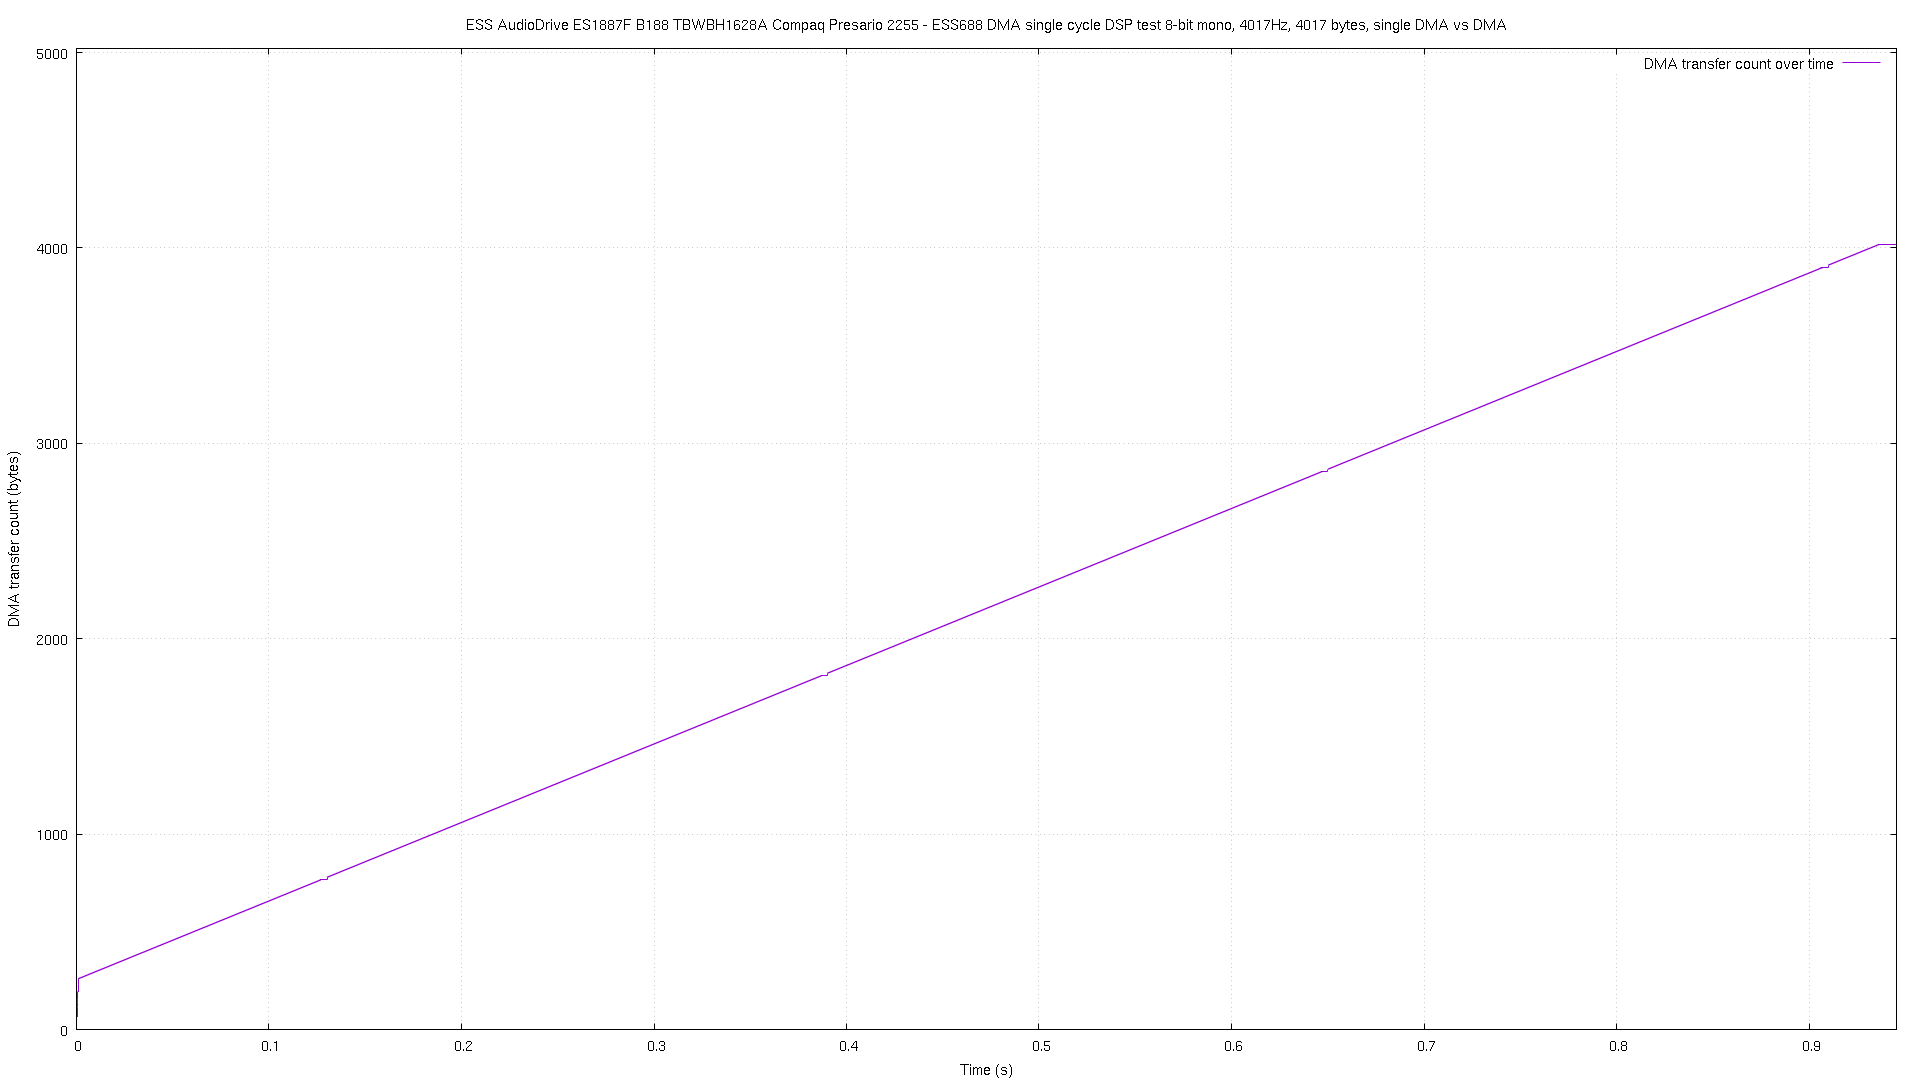 ESS AudioDrive ES1887F B188 TBWBH1628A Compaq Presario 2255 - ESS688 DMA single cycle DSP test 8-bit mono, 4017Hz, 4017 bytes, single DMA vs DMA
DMA transfer count over time
5000
4000
3000
2000
1000
0
DMA transfer count (bytes)
0 0.1 0.2 0.3 0.4 0.5 0.6 0.7 0.8 0.9
Time (s)